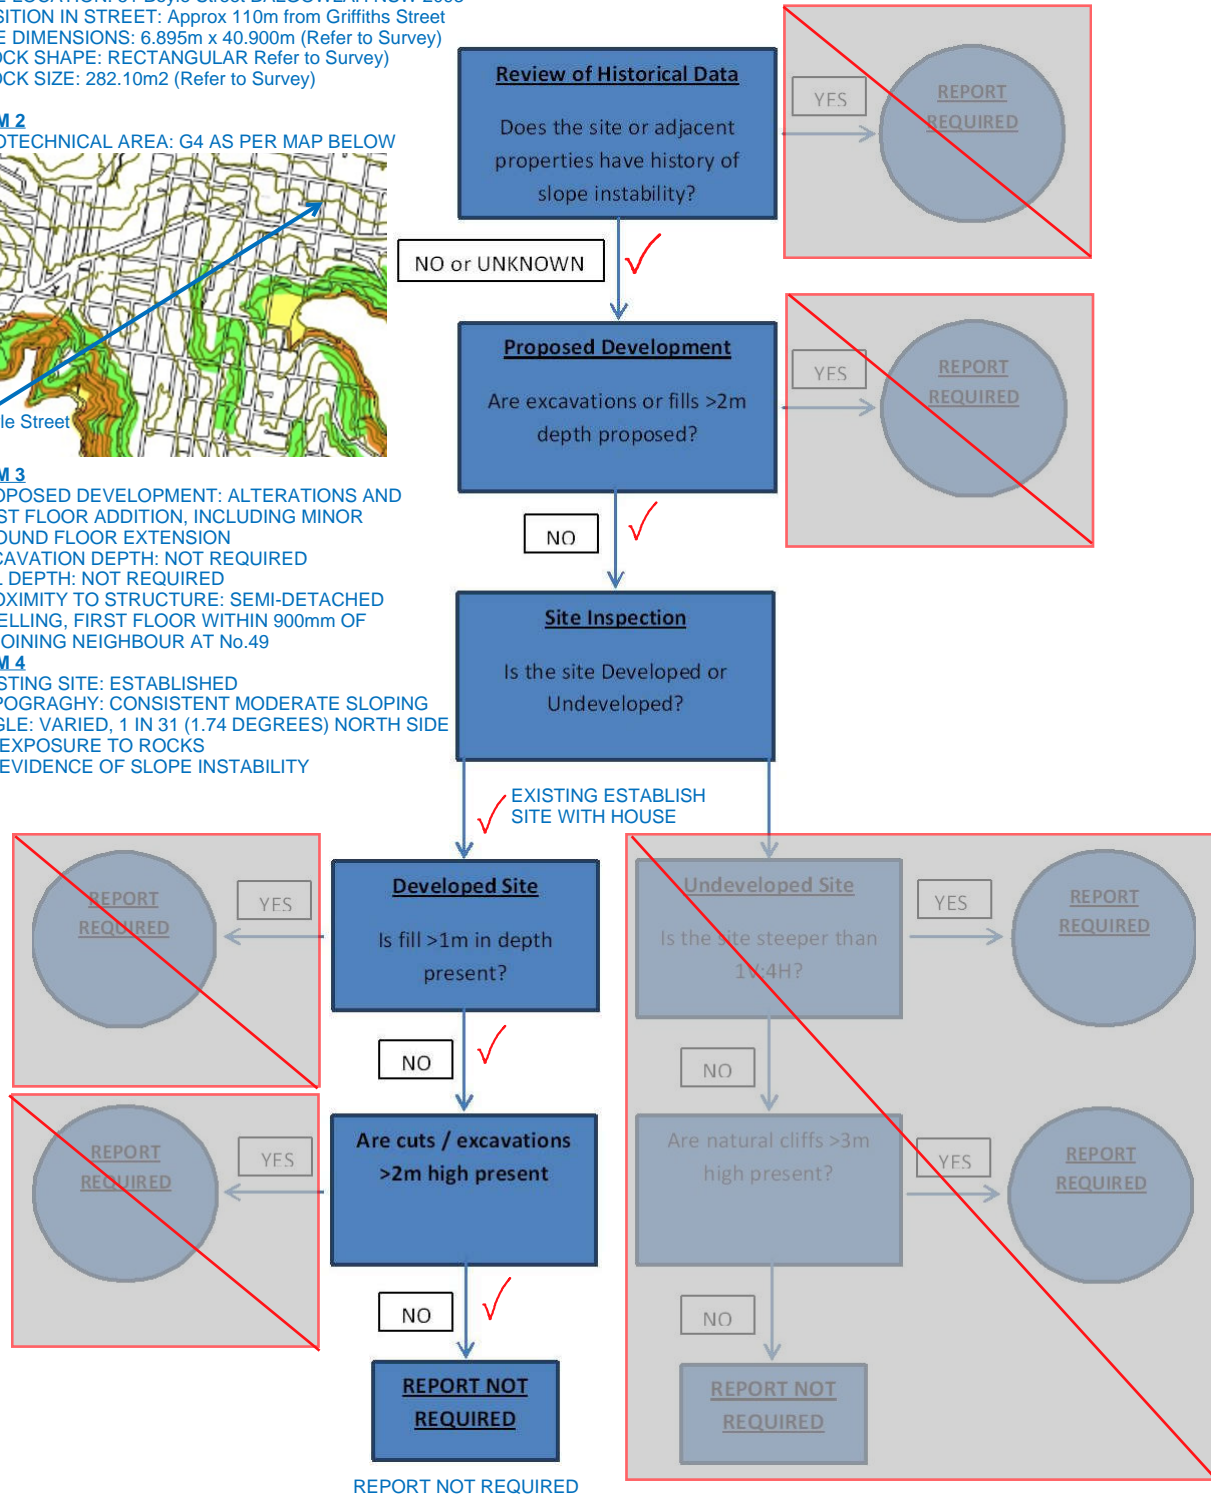 SITION IN STREET: Approx 110m from Griffiths Street
E DIMENSIONS: 6.895m x 40.900m (Refer to Survey)
OCK SHAPE: RECTANGULAR Refer to Survey)
OCK SIZE: 282.10m2 (Refer to Survey)
M 2
OTECHNICAL AREA: G4 AS PER MAP BELOW
le Street
M 3
OPOSED DEVELOPMENT: ALTERATIONS AND
ST FLOOR ADDITION, INCLUDING MINOR
OUND FLOOR EXTENSION
CAVATION DEPTH: NOT REQUIRED
L DEPTH: NOT REQUIRED
OXIMITY TO STRUCTURE: SEMI-DETACHED
ELLING, FIRST FLOOR WITHIN 900mm OF
OINING NEIGHBOUR AT No.49
M 4
STING SITE: ESTABLISHED
POGRAGHY: CONSISTENT MODERATE SLOPING
GLE: VARIED, 1 IN 31 (1.74 DEGREES) NORTH SIDE
EXPOSURE TO ROCKS
EVIDENCE OF SLOPE INSTABILITY
Review of Historical Data
Does the site or adjacent
properties have history of
slope instability?
YES
REPORT
REQUIRED
NO or UNKNOWN
Proposed Development
Are excavations or fills >2m
depth proposed?
YES
REPORT
REQUIRED
NO
Site Inspection
Is the site Developed or
Undeveloped?
EXISTING ESTABLISH
SITE WITH HOUSE
REPORT
REQUIRED
YES
Developed Site
Is fill >1m in depth
present?
Undeveloped Site
Is the site steeper than
1V:4H?
YES
REPORT
REQUIRED
NO
NO
REPORT
REQUIRED
YES
Are cuts / excavations
>2m high present
Are natural cliffs >3m
high present?
YES
REPORT
REQUIRED
NO
NO
REPORT NOT
REQUIRED
REPORT NOT
REQUIRED
REPORT NOT REQUIRED